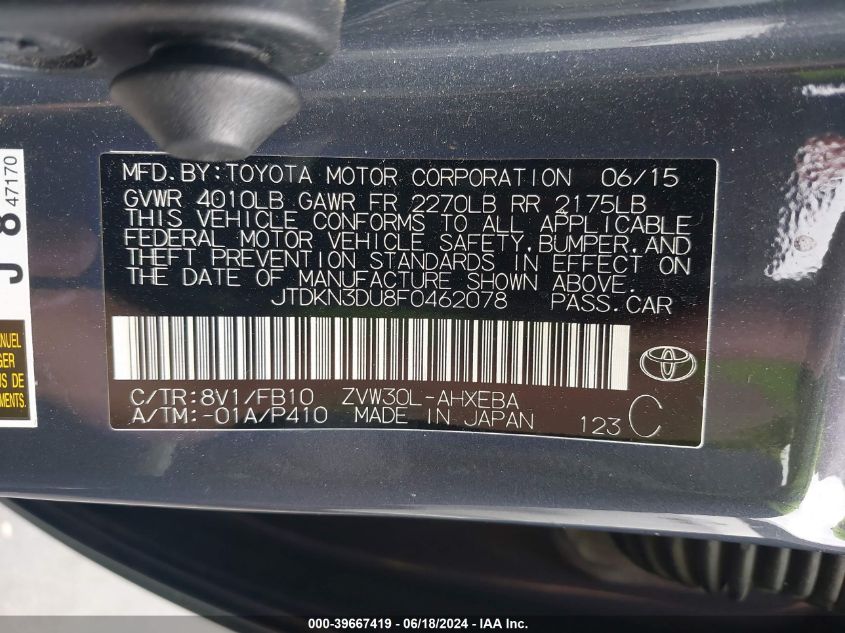 MFD.BY:TOYOTA MOTOR CORPORATION 06/15
GVWR 4010LB GAWR FR 2270LB RR 2175LB
THIS VEHICLE CONFORMS TO ALL APPLICABLE
FEDERAL MOTOR VEHICLE SAFETY,BUMPER,AND
THEFT PREVENTION STANDARDS IN EFFECT ON
THE DATE OF MANUFACTURE SHOWN ABOVE.
JTDKN3DU8F0462078 PASS.CAR
C/TR:8V1/FB10 ZVW30L-AHXEBA
A/TM:-01A/P410 MADE IN JAPAN 123 C
J 8 47170
MENTS.
000-39667419 - 06/18/2024 - IAA Inc.